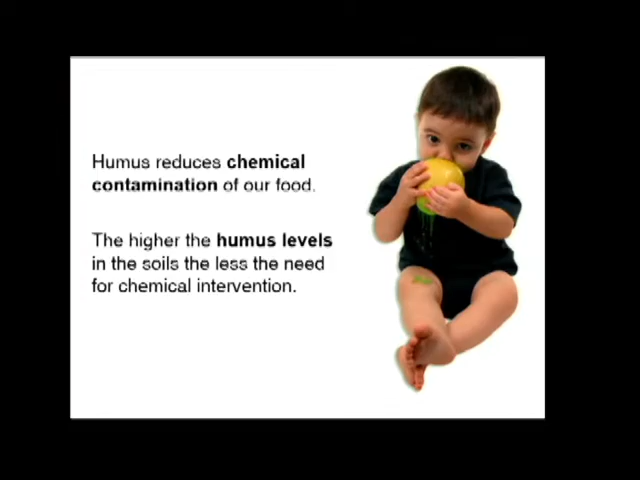 Humus reduces chemical
contamination of our food.
The higher the humus levels
in the soils the less the need
for chemical intervention.